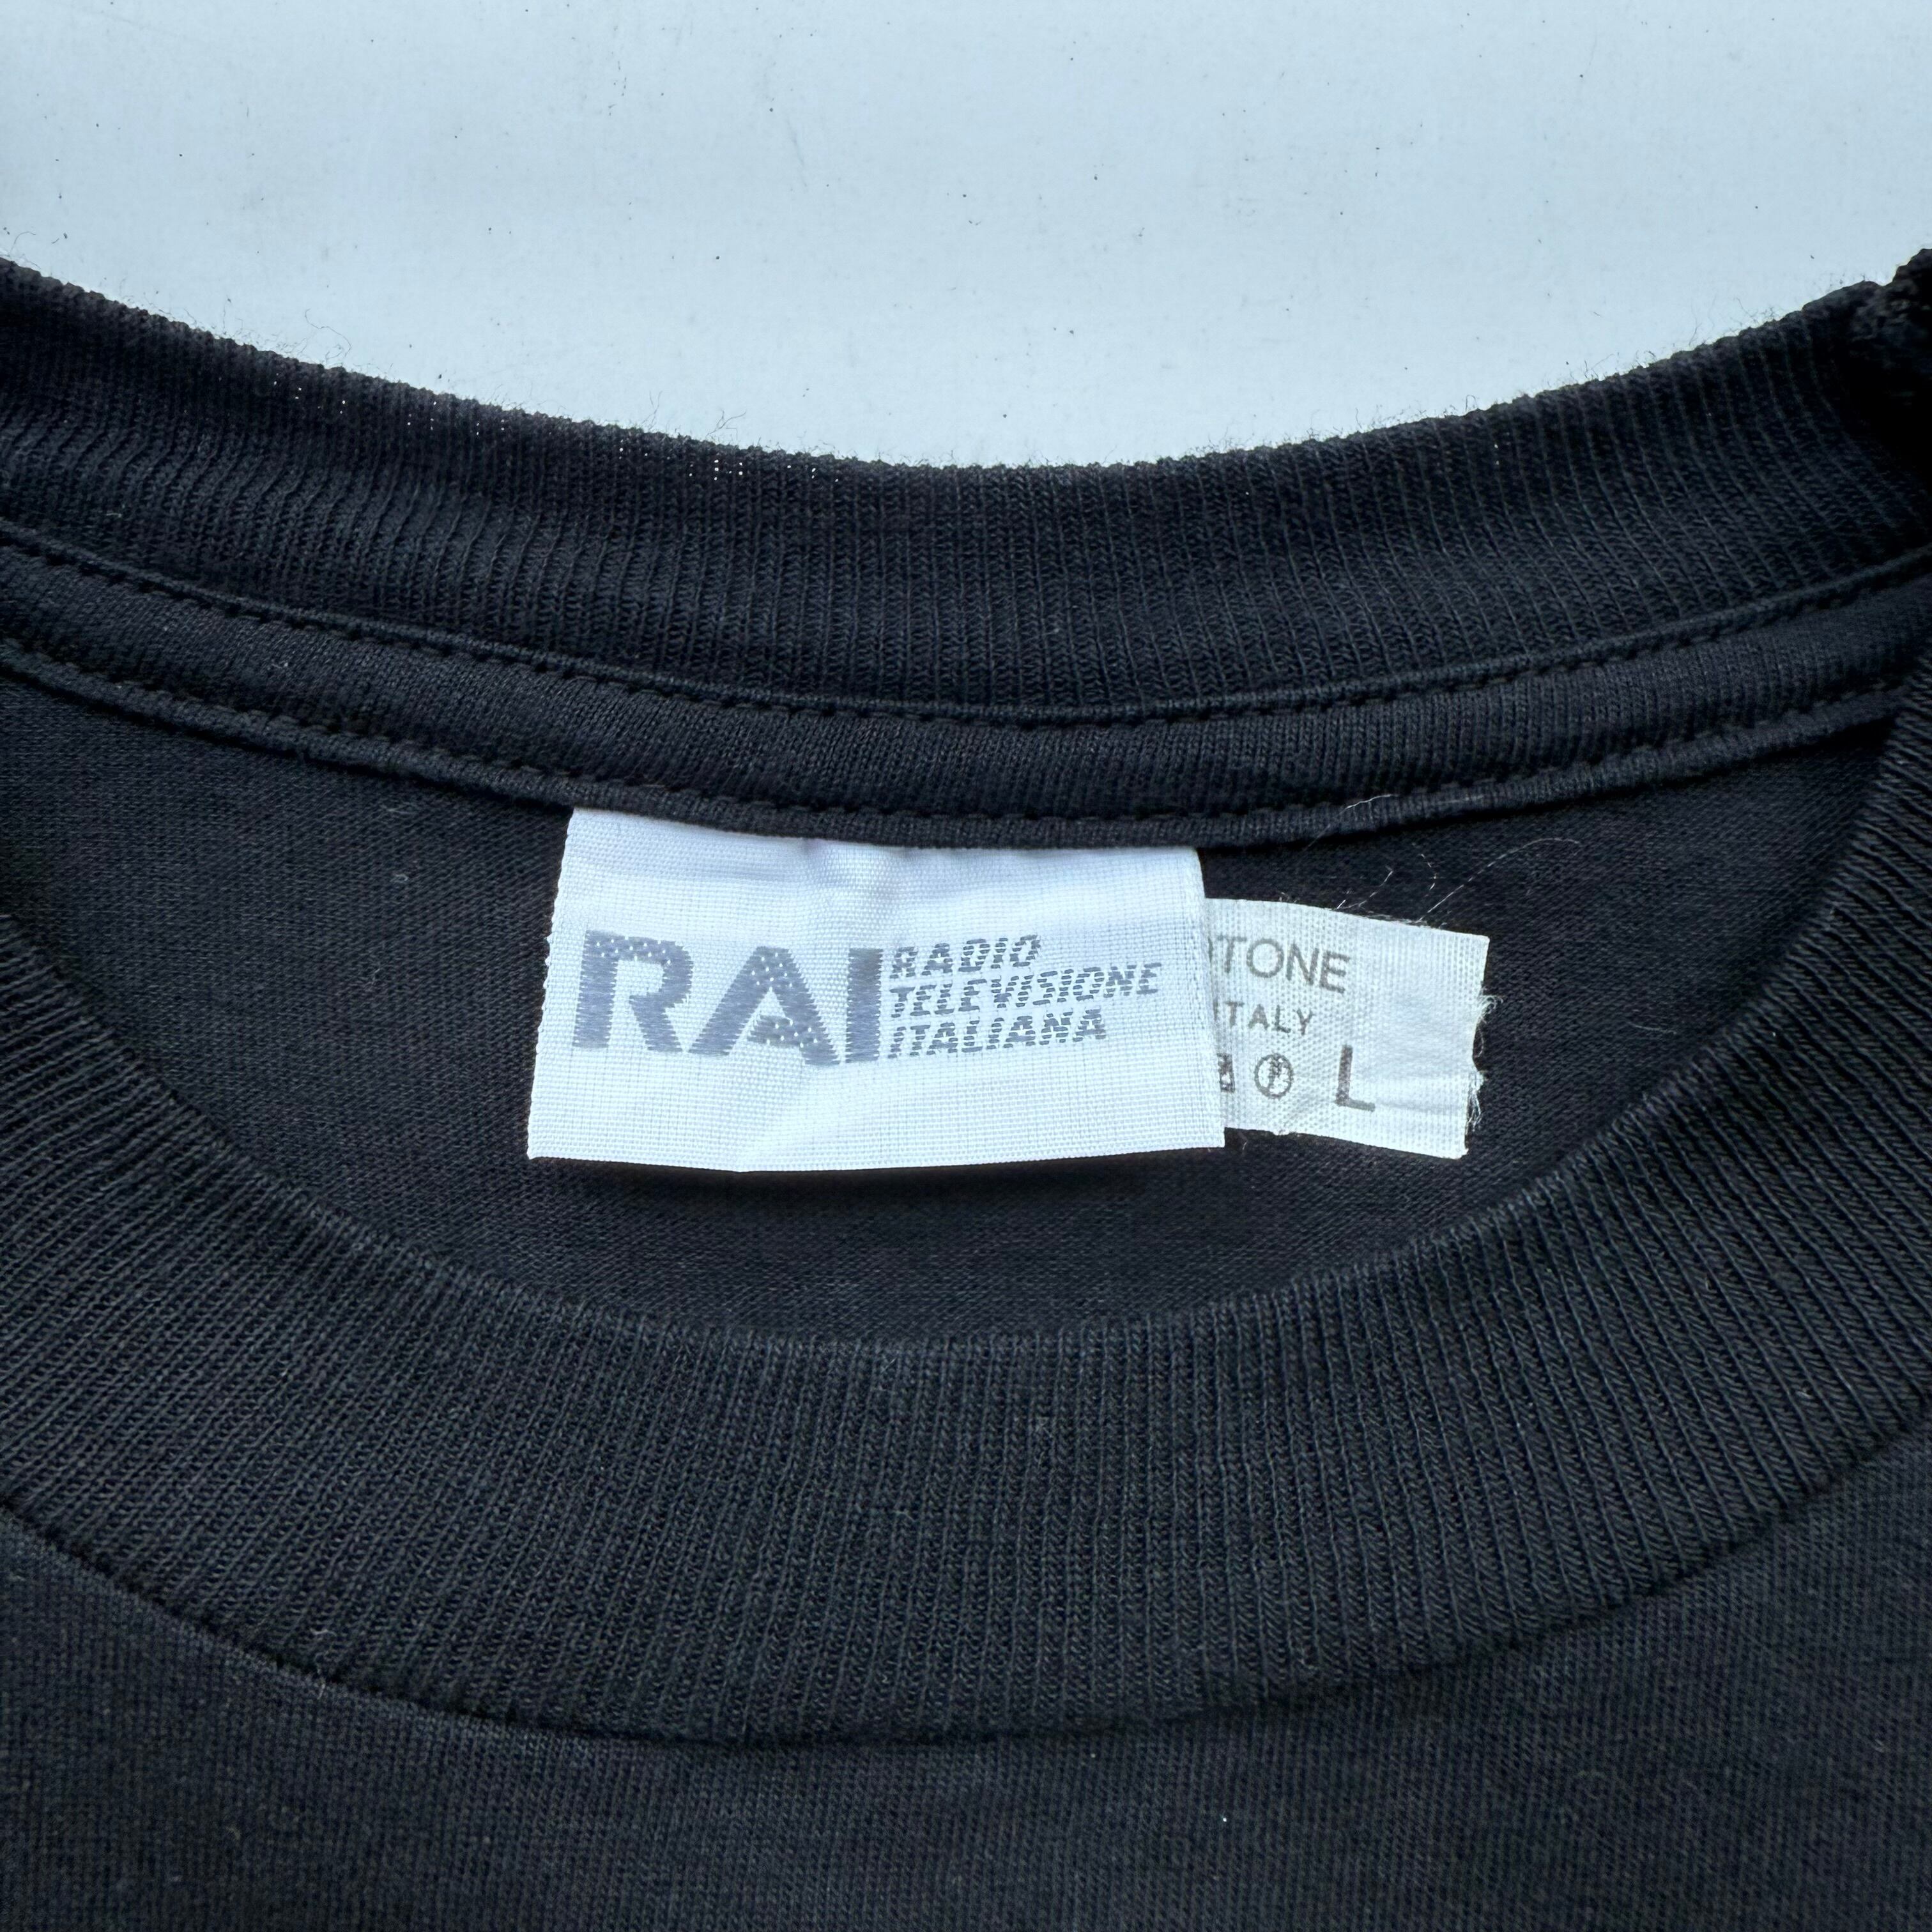 RAI
RADIO
TELEVISIONE
ITALIANA
TONE
ITALY
P L